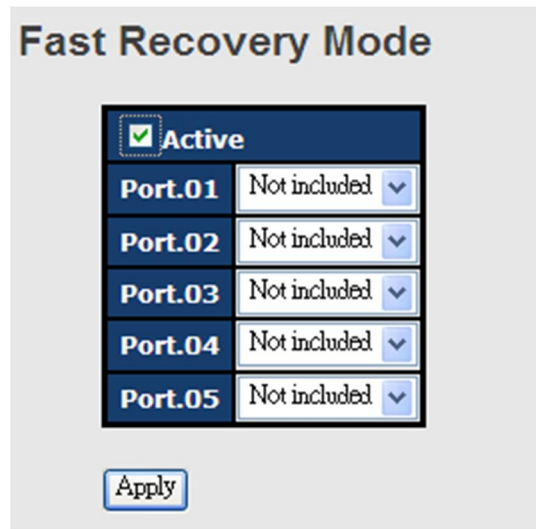 Fast Recovery Mode
Active
Port.01 Not included
Port.02 Not included
Port.03 Not included
Port.04 Not included
Port.05 Not included
Apply